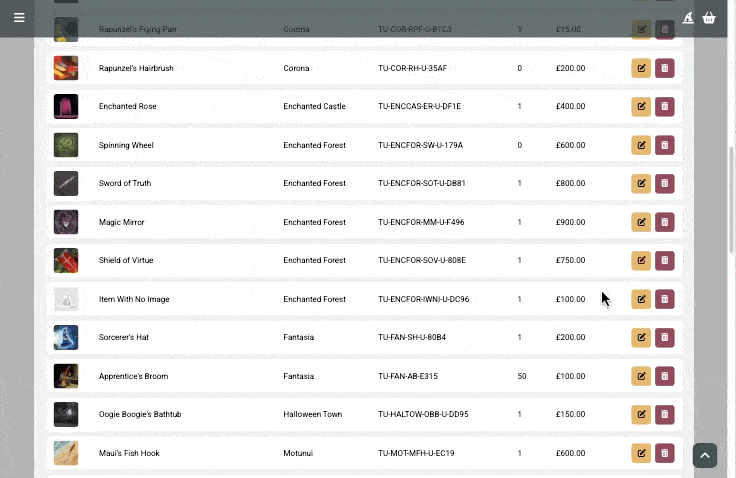 Rapunzel's Frying Pan Corona TU-COR-RPF-U-B1C3 1 £15.00
Rapunzel's Hairbrush Corona TU-COR-RH-U-35AF 0 £200.00
Enchanted Rose Enchanted Castle TU-ENCCAS-ER-U-DF1E 1 £400.00
Spinning Wheel Enchanted Forest TU-ENCFOR-SW-U-179A 0 £600.00
Sword of Truth Enchanted Forest TU-ENCFOR-SOT-U-DB81 1 £800.00
Magic Mirror Enchanted Forest TU-ENCFOR-MM-U-F496 1 £900.00
Shield of Virtue Enchanted Forest TU-ENCFOR-SOV-U-808E 1 £750.00
Item With No Image Enchanted Forest TU-ENCFOR-IWNI-U-DC96 1 £100.00
Sorcerer's Hat Fantasia TU-FAN-SH-U-80B4 1 £200.00
Apprentice's Broom Fantasia TU-FAN-AB-E315 50 £100.00
Oogie Boogie's Bathtub Halloween Town TU-HALTOW-OBB-U-DD95 1 £150.00
Maui's Fish Hook Motunui TU-MOT-MFH-U-EC19 1 £600.00